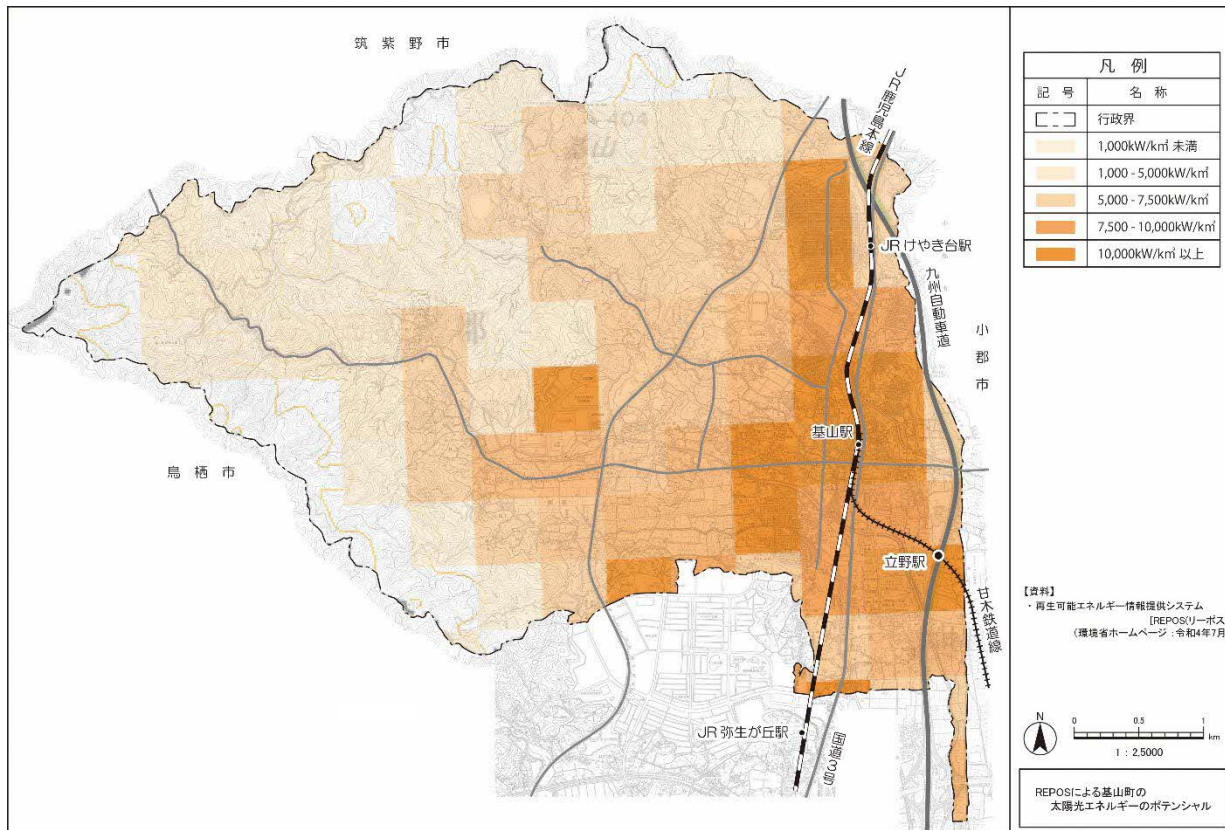 筑紫野市
JR鹿児島本線
404
基山
JRけやき台駅
九州自動車道
小郡市
基山駅
鳥栖市
立野駅
甘木鉄道線
JR弥生が丘駅
国道3号
凡例
記号 名称
行政界
1,000kW/k㎡ 未満
1,000 - 5,000kW/k㎡
5,000 - 7,500kW/k㎡
7,500 - 10,000kW/k㎡
10,000kW/k㎡ 以上
【資料】
・再生可能エネルギー情報提供システム
[REPOS(リーポス
(環境省ホームページ:令和4年7月
N
0 0.5 1
km
1:2,5000
REPOSによる基山町の
太陽光エネルギーのポテンシャル